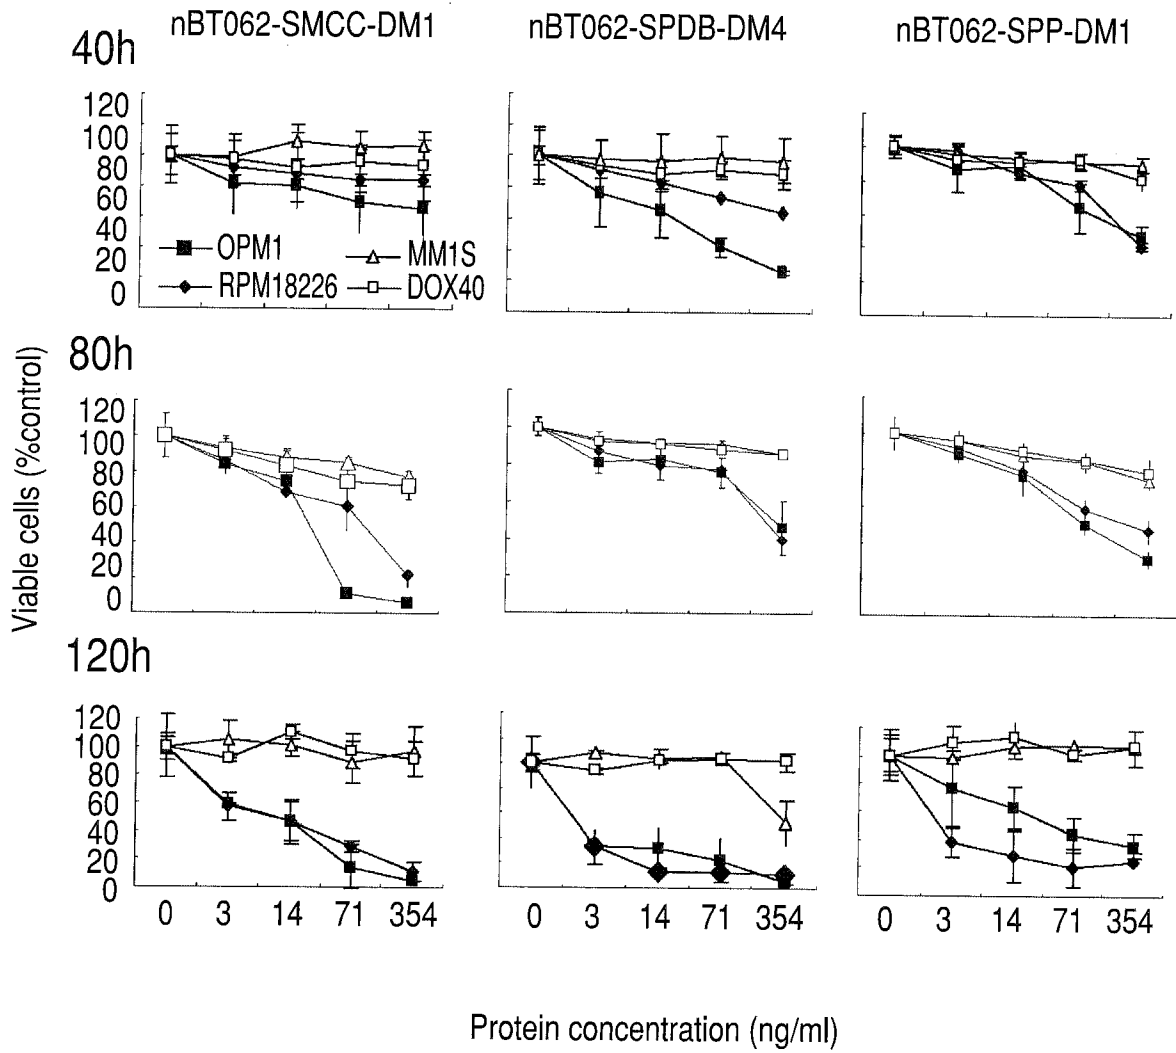 nBT062-SMCC-DM1 nBT062-SPDB-DM4 nBT062-SPP-DM1
40h
120
100
80
60
40
20
0
OPM1 MM1S
RPM18226 DOX40
80h
120
100
80
60
40
20
0
Viable cells (%control)
120h
120
100
80
60
40
20
0
0 3 14 71 354 0 3 14 71 354 0 3 14 71 354
Protein concentration (ng/ml)